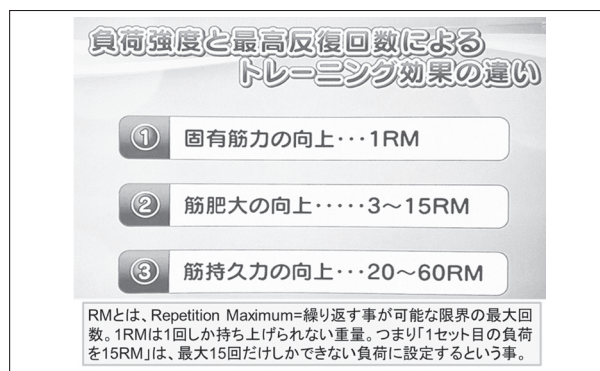 負荷強度と最高反復回数による
トレーニング効果の違い
① 固有筋力の向上･･･1RM
② 筋肥大の向上･････3～15RM
③ 筋持久力の向上･･･20～60RM
RMとは、Repetition Maximum=繰り返す事が可能な限界の最大回
数。1RMは1回しか持ち上げられない重量。つまり「1セット目の負荷
を15RM」は、最大15回だけしかできない負荷に設定するという事。